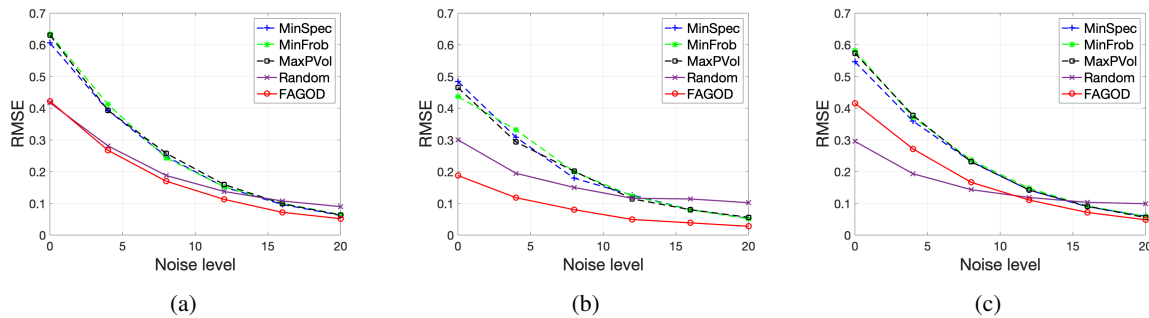 0.7
0.6
0.5
0.4
0.3
0.2
0.1
0
RMSE
0 5 10 15 20
Noise level
MinSpec
MinFrob
MaxPVol
Random
FAGOD
(a)
0.7
0.6
0.5
0.4
0.3
0.2
0.1
0
RMSE
0 5 10 15 20
Noise level
MinSpec
MinFrob
MaxPVol
Random
FAGOD
(b)
0.7
0.6
0.5
0.4
0.3
0.2
0.1
0
RMSE
0 5 10 15 20
Noise level
MinSpec
MinFrob
MaxPVol
Random
FAGOD
(c)